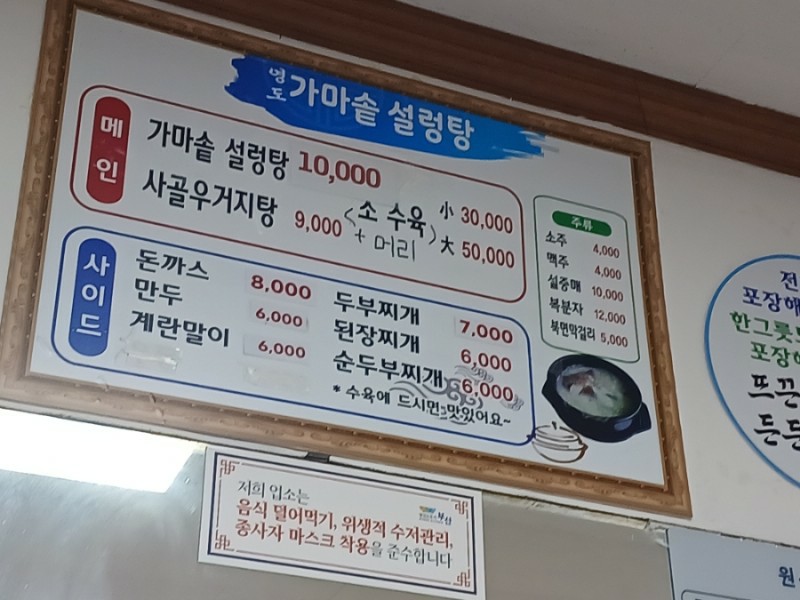 영도 가마솥 설렁탕
메인
가마솥 설렁탕 10,000
사골우거지탕 9,000
<소 수육
+ 머리>
小 30,000
大 50,000
사이드
돈까스 8,000
만두 6,000
계란말이 6,000
두부찌개 7,000
된장찌개 6,000
순두부찌개 6,000
* 수육에 드시면 맛있어요~
주류
소주 4,000
맥주 4,000
설중매 10,000
복분자 12,000
북면막걸리 5,000
저희 업소는
음식 덜어먹기, 위생적 수저관리,
종사자 마스크 착용을 준수합니다
전
포장해
한그릇
포장해
뜨끈
든든
원